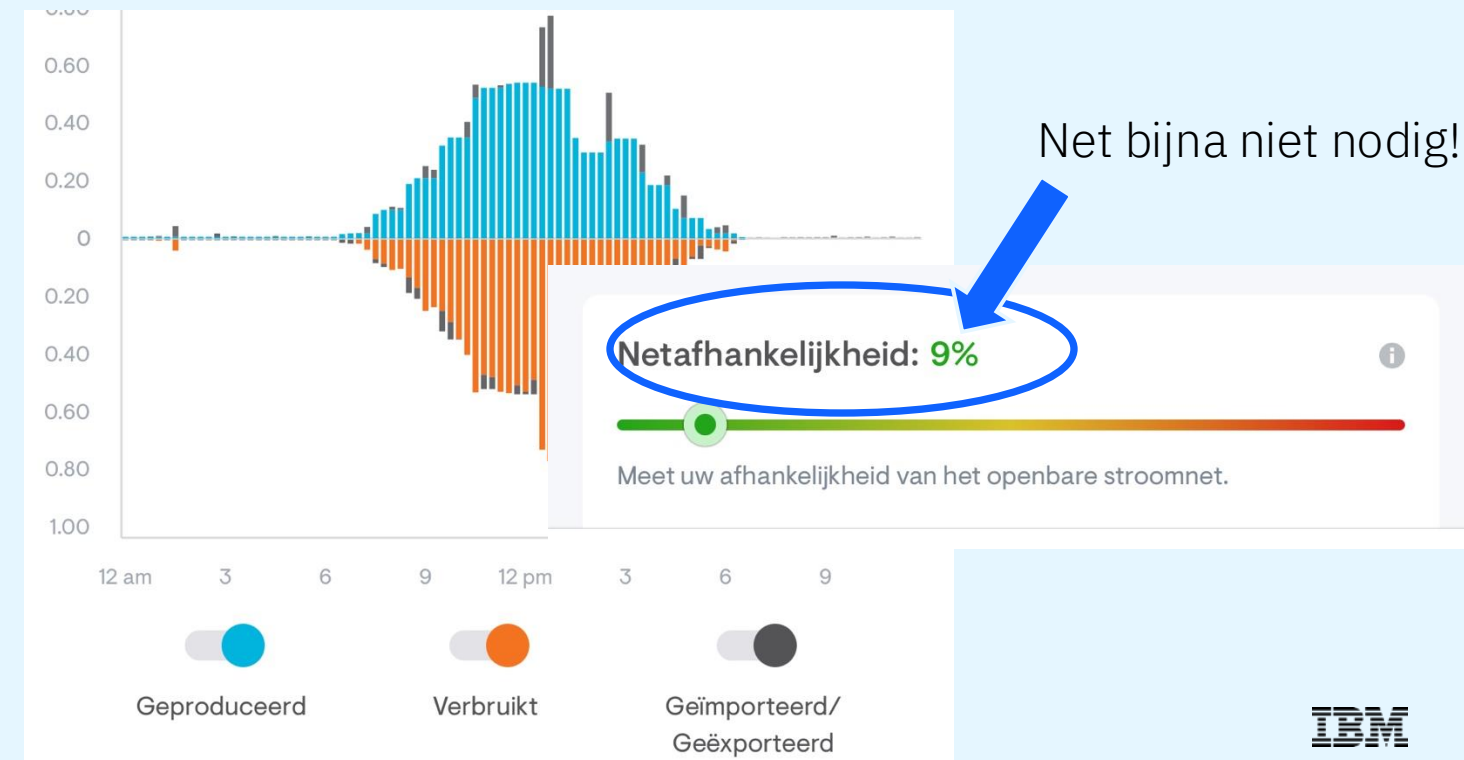 0.60
0.40
0.20
0
0.20
0.40
0.60
0.80
1.00
12 am 3 6 9 12 pm 3 6 9
Geproduceerd
Verbruikt
Geïmporteerd/
Geëxporteerd
Net bijna niet nodig!
Netafhankelijkheid: 9%
Meet uw afhankelijkheid van het openbare stroomnet.
IBM